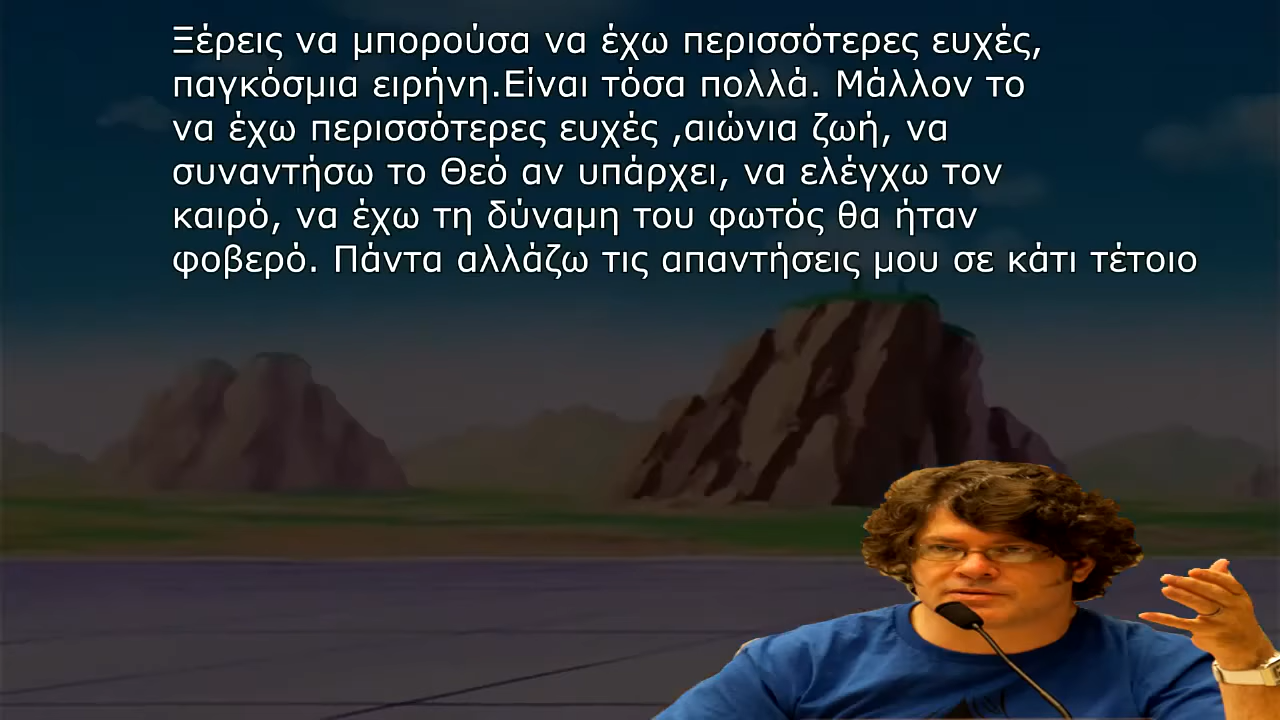 Ξέρεις να μπορούσα να έχω περισσότερες ευχές,
παγκόσμια ειρήνη.Είναι τόσα πολλά. Μάλλον το
να έχω περισσότερες ευχές ,αιώνια ζωή, να
συναντήσω το Θεό αν υπάρχει, να ελέγχω τον
καιρό, να έχω τη δύναμη του φωτός θα ήταν
φοβερό. Πάντα αλλάζω τις απαντήσεις μου σε κάτι τέτοιο